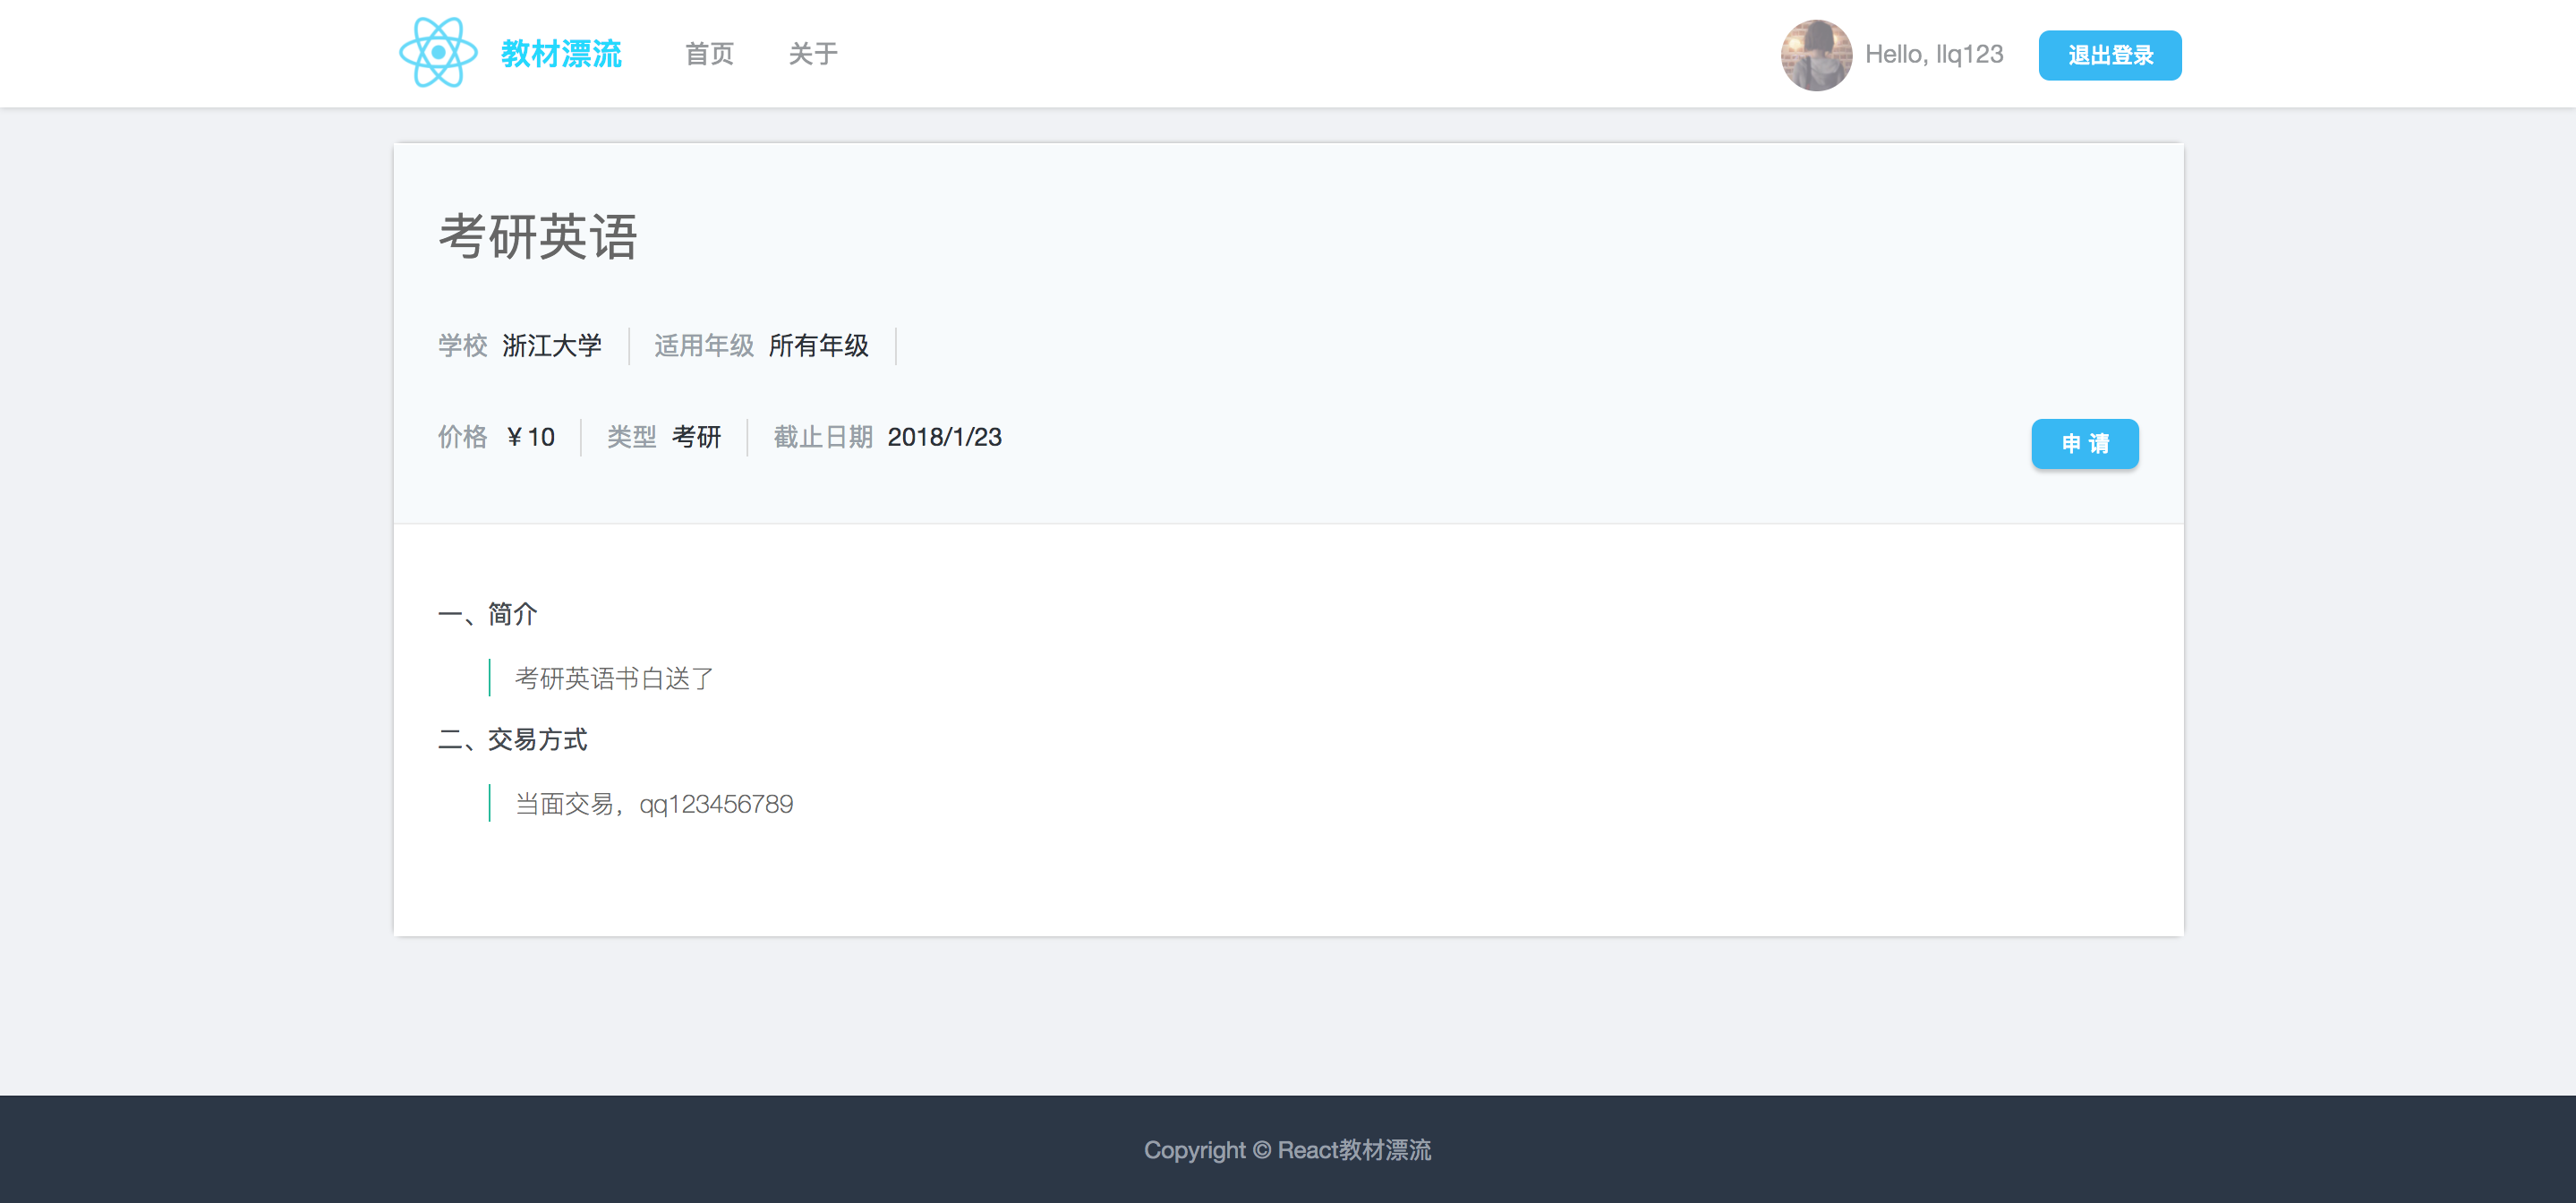 教材漂流 首页 关于 Hello, llq123 退出登录
考研英语
学校 浙江大学 适用年级 所有年级
价格 ￥10 类型 考研 截止日期 2018/1/23 申 请
一、简介
考研英语书白送了
二、交易方式
当面交易，qq123456789
Copyright © React教材漂流